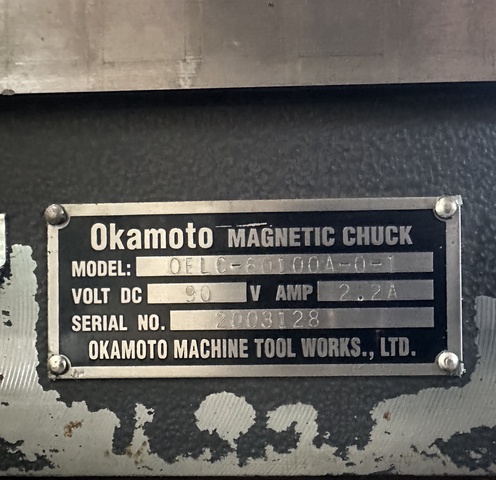 Okamoto MAGNETIC CHUCK
MODEL: OELC-60100A-0-1
VOLT DC 90 V AMP 2.2A
SERIAL NO. 2003128
OKAMOTO MACHINE TOOL WORKS., LTD.